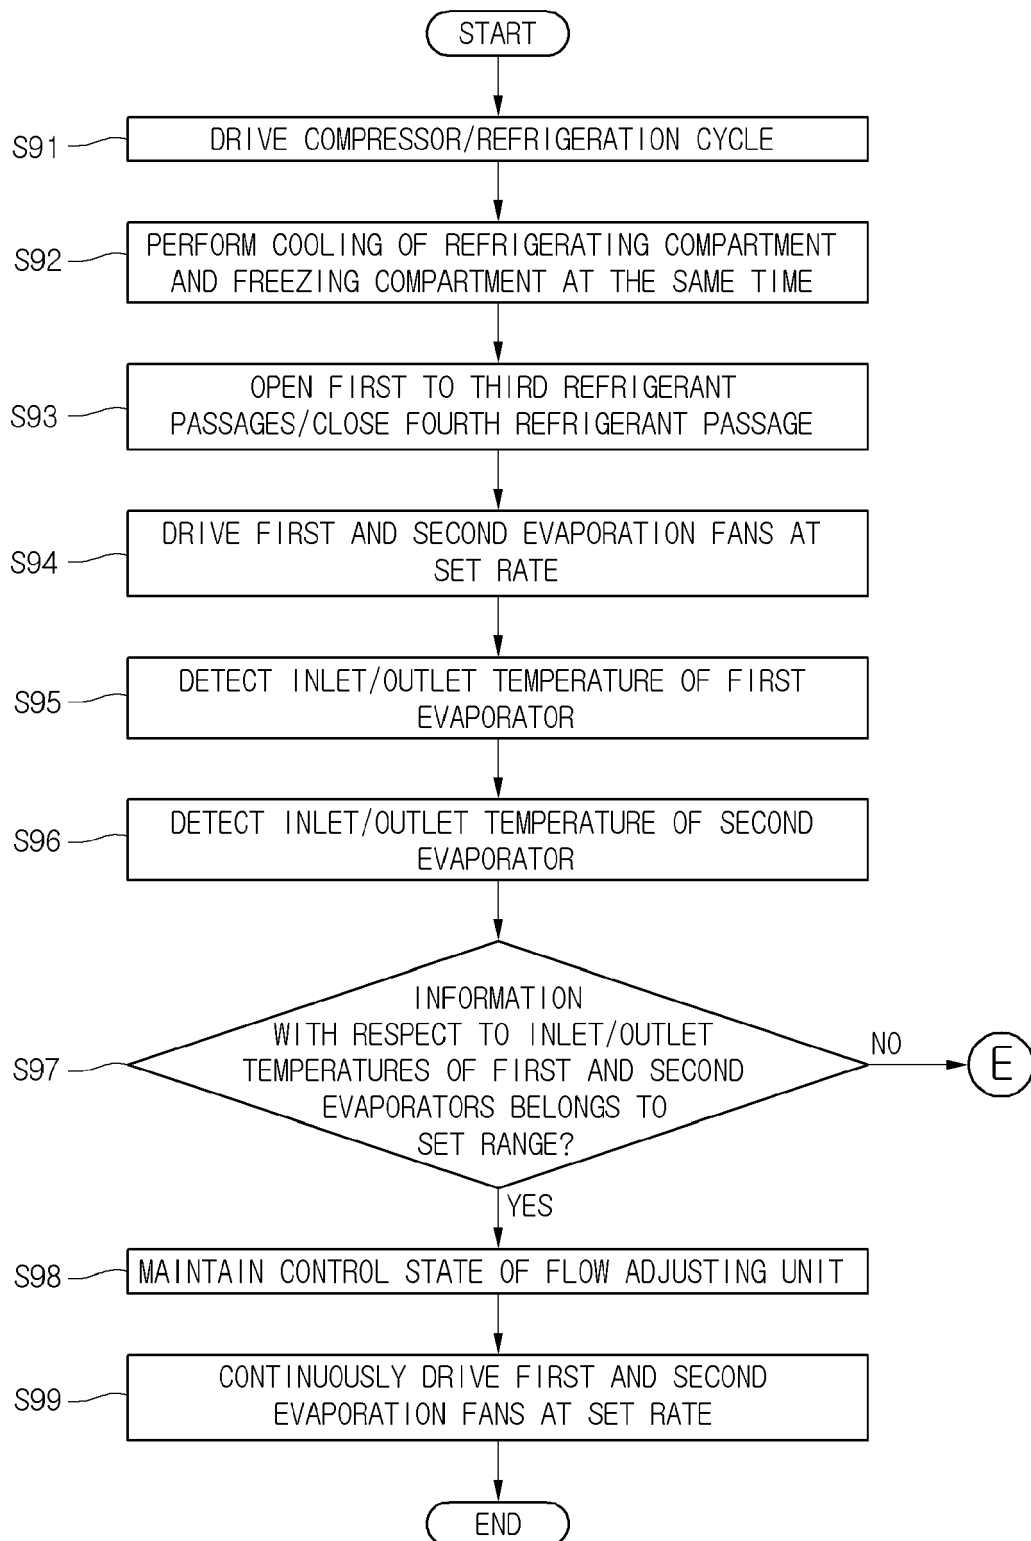 START
S91
DRIVE COMPRESSOR/REFRIGERATION CYCLE
S92
PERFORM COOLING OF REFRIGERATING COMPARTMENT
AND FREEZING COMPARTMENT AT THE SAME TIME
S93
OPEN FIRST TO THIRD REFRIGERANT
PASSAGES/CLOSE FOURTH REFRIGERANT PASSAGE
S94
DRIVE FIRST AND SECOND EVAPORATION FANS AT
SET RATE
S95
DETECT INLET/OUTLET TEMPERATURE OF FIRST
EVAPORATOR
S96
DETECT INLET/OUTLET TEMPERATURE OF SECOND
EVAPORATOR
S97
INFORMATION
WITH RESPECT TO INLET/OUTLET
TEMPERATURES OF FIRST AND SECOND
EVAPORATORS BELONGS TO
SET RANGE?
NO
E
YES
S98
MAINTAIN CONTROL STATE OF FLOW ADJUSTING UNIT
S99
CONTINUOUSLY DRIVE FIRST AND SECOND
EVAPORATION FANS AT SET RATE
END